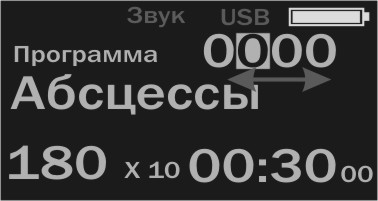 Звук USB
Программа 0000
Абсцессы
180 X 10 00:30 00